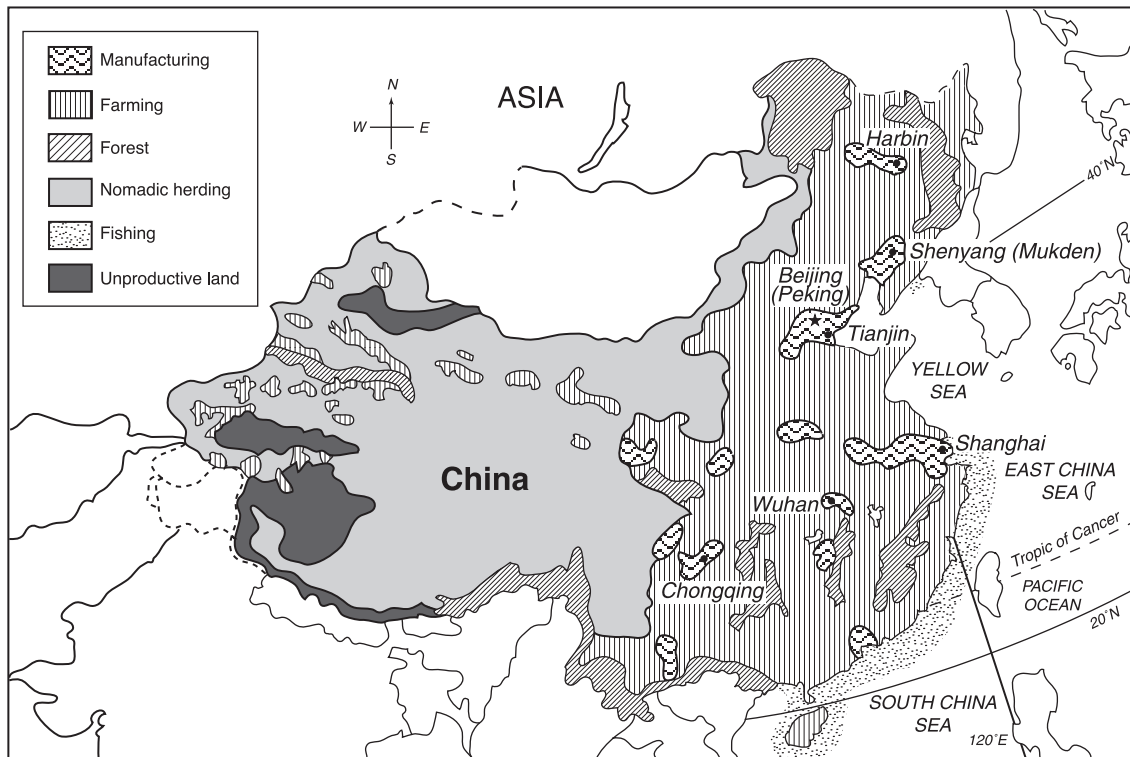 Manufacturing
Farming
Forest
Nomadic herding
Fishing
Unproductive land
N
W E
S
ASIA
Harbin
40°N
Shenyang (Mukden)
Beijing
(Peking)
Tianjin
YELLOW
SEA
China
Shanghai
EAST CHINA
SEA
Wuhan
Tropic of Cancer
Chongqing
PACIFIC
OCEAN
20°N
SOUTH CHINA
SEA
120°E